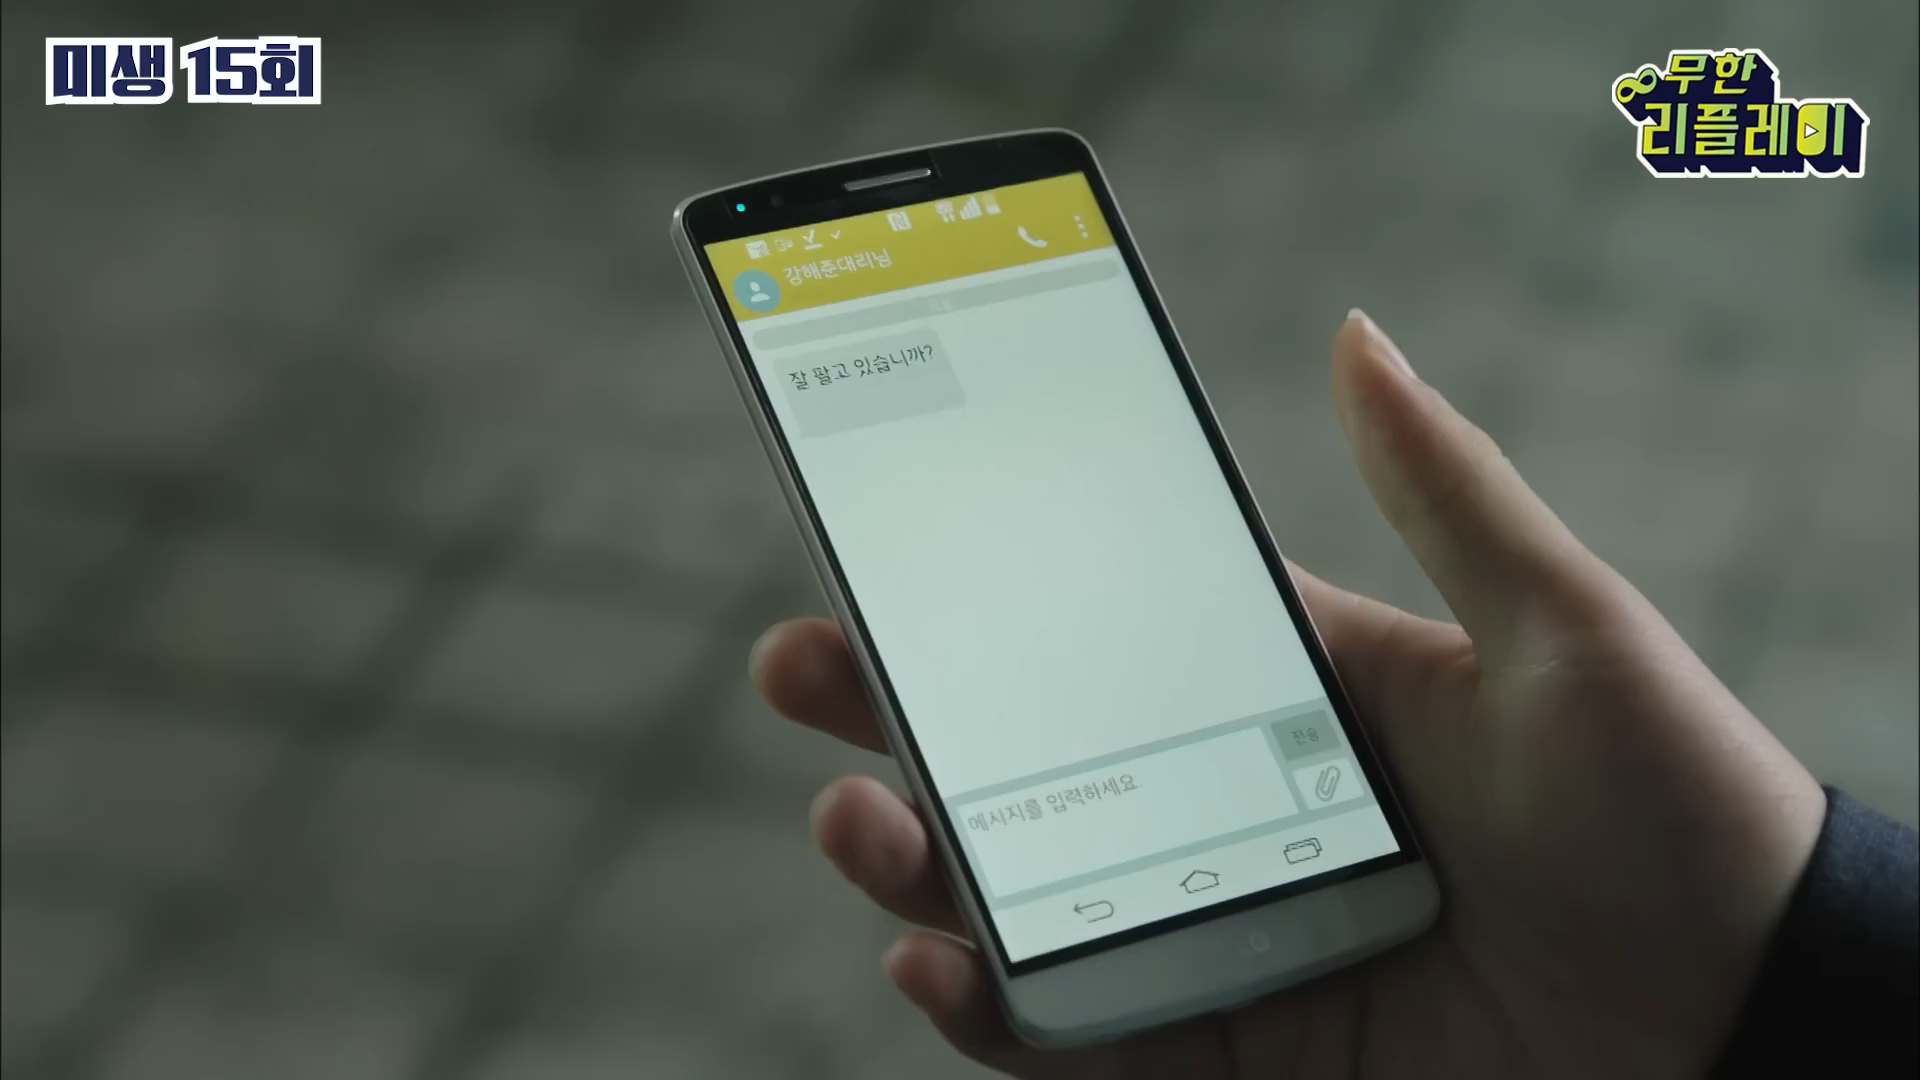 미생 15회
무한
리플레이
강해준대리님
잘 팔고 있습니까?
전송
메시지를 입력하세요.